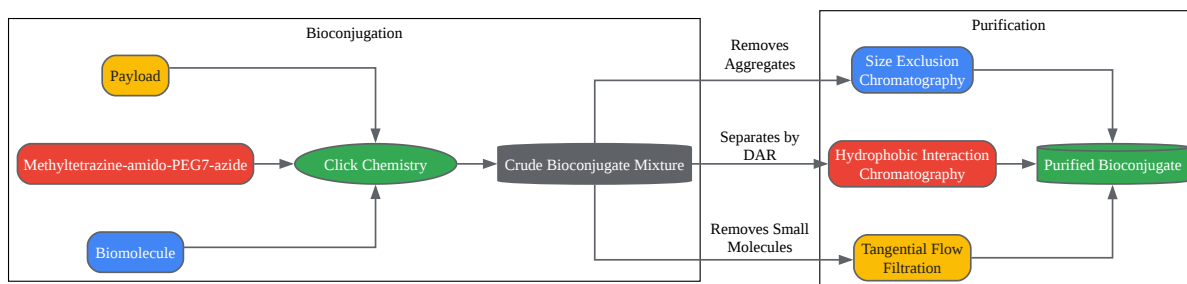 Bioconjugation
Purification
Payload
Methyltetrazine-amido-PEG7-azide
Biomolecule
Click Chemistry
Crude Bioconjugate Mixture
Removes
Aggregates
Separates by
DAR
Removes Small
Molecules
Size Exclusion
Chromatography
Hydrophobic Interaction
Chromatography
Tangential Flow
Filtration
Purified Bioconjugate